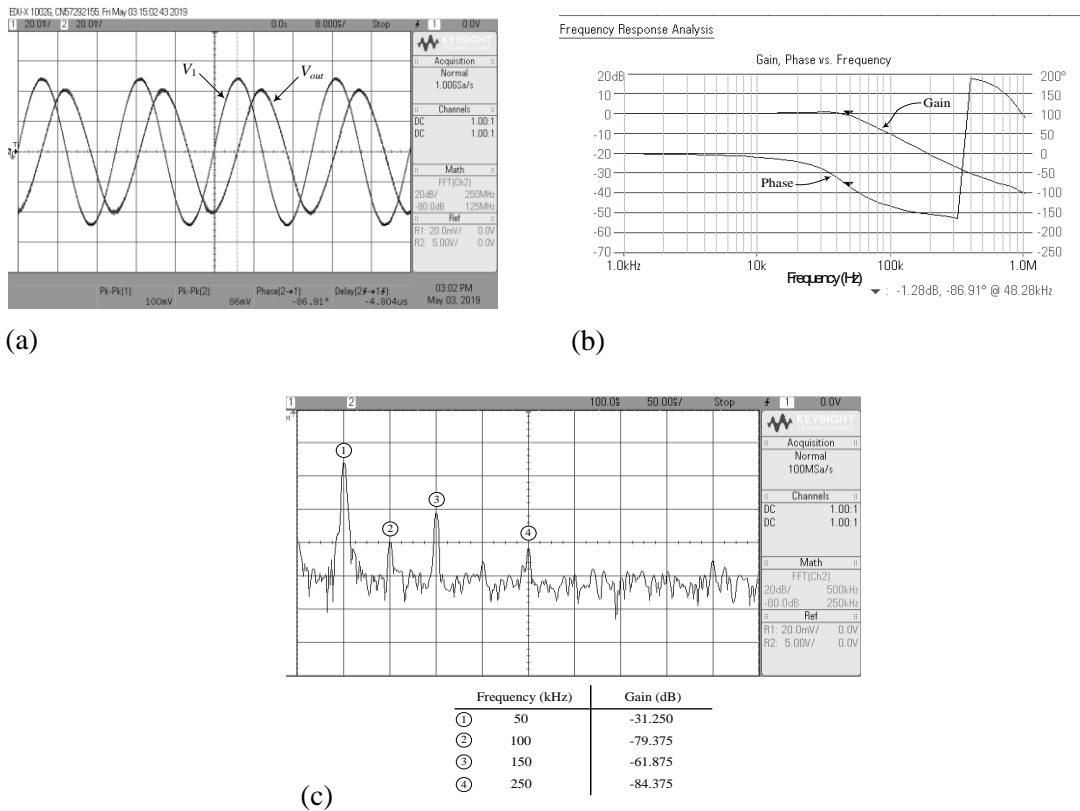 EDU-X 1002G, CN57292155: Fri May 03 15:02:43 2019
1 20.0V/ 2 20.0V/ 0.0s 8.000s/ Stop 1 0.0V
KEYSIGHT
TECHNOLOGIES
Acquisition
Normal
1.00GSa/s
Channels
DC 1.00:1
DC 1.00:1
Math
FFT(Ch2)
20dB/ 250MHz
-80.0dB 125MHz
Ref
R1: 20.0mV/ 0.0V
R2: 5.00V/ 0.0V
V1
Vout
Pk-Pk(1): Pk-Pk(2): Phase(2→1): Delay(2→1):
100mV 86mV -86.91° -4.804us
03:02 PM
May 03, 2019
(a)
Frequency Response Analysis
Gain, Phase vs. Frequency
20dB 200°
10 150
0 100
-10 50
-20 0
-30 -50
-40 -100
-50 -150
-60 -200
-70 -250
Gain
Phase
1.0kHz 10k 100k 1.0M
Frequency (Hz)
: -1.28dB, -86.91° @ 48.28kHz
(b)
1 2 100.0s 50.00s/ Stop 1 0.0V
KEYSIGHT
TECHNOLOGIES
Acquisition
Normal
100MSa/s
Channels
DC 1.00:1
DC 1.00:1
Math
FFT(Ch2)
20dB/ 500kHz
-80.0dB 250kHz
Ref
R1: 20.0mV/ 0.0V
R2: 5.00V/ 0.0V
① ② ③ ④
Frequency (kHz) Gain (dB)
① 50 -31.250
② 100 -79.375
③ 150 -61.875
④ 250 -84.375
(c)